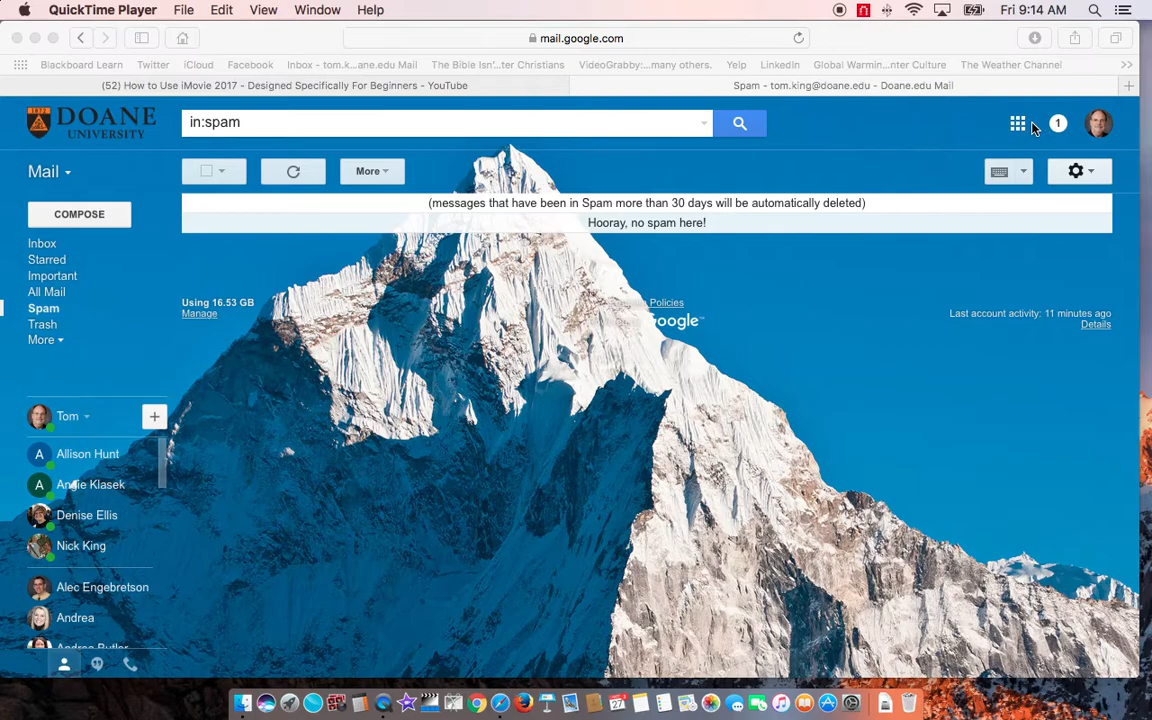 QuickTime Player File Edit View Window Help Fri 9:14 AM
mail.google.com
Blackboard Learn Twitter iCloud Facebook Inbox - tom.k...ane.edu Mail The Bible Isn'...ter Christians VideoGrabby:...many others. Yelp LinkedIn Global Warmin...nter Culture The Weather Channel >>
(52) How to Use iMovie 2017 - Designed Specifically For Beginners - YouTube Spam - tom.king@doane.edu - Doane.edu Mail +
1872 DOANE
UNIVERSITY
in:spam
1
Mail
More
(messages that have been in Spam more than 30 days will be automatically deleted)
Hooray, no spam here!
COMPOSE
Inbox
Starred
Important
All Mail
Spam
Trash
More
Using 16.53 GB
Manage
Policies
Google™
Last account activity: 11 minutes ago
Details
Tom +
A Allison Hunt
A Angie Klasek
Denise Ellis
Nick King
Alec Engebretson
Andrea
Andrea Butler
27